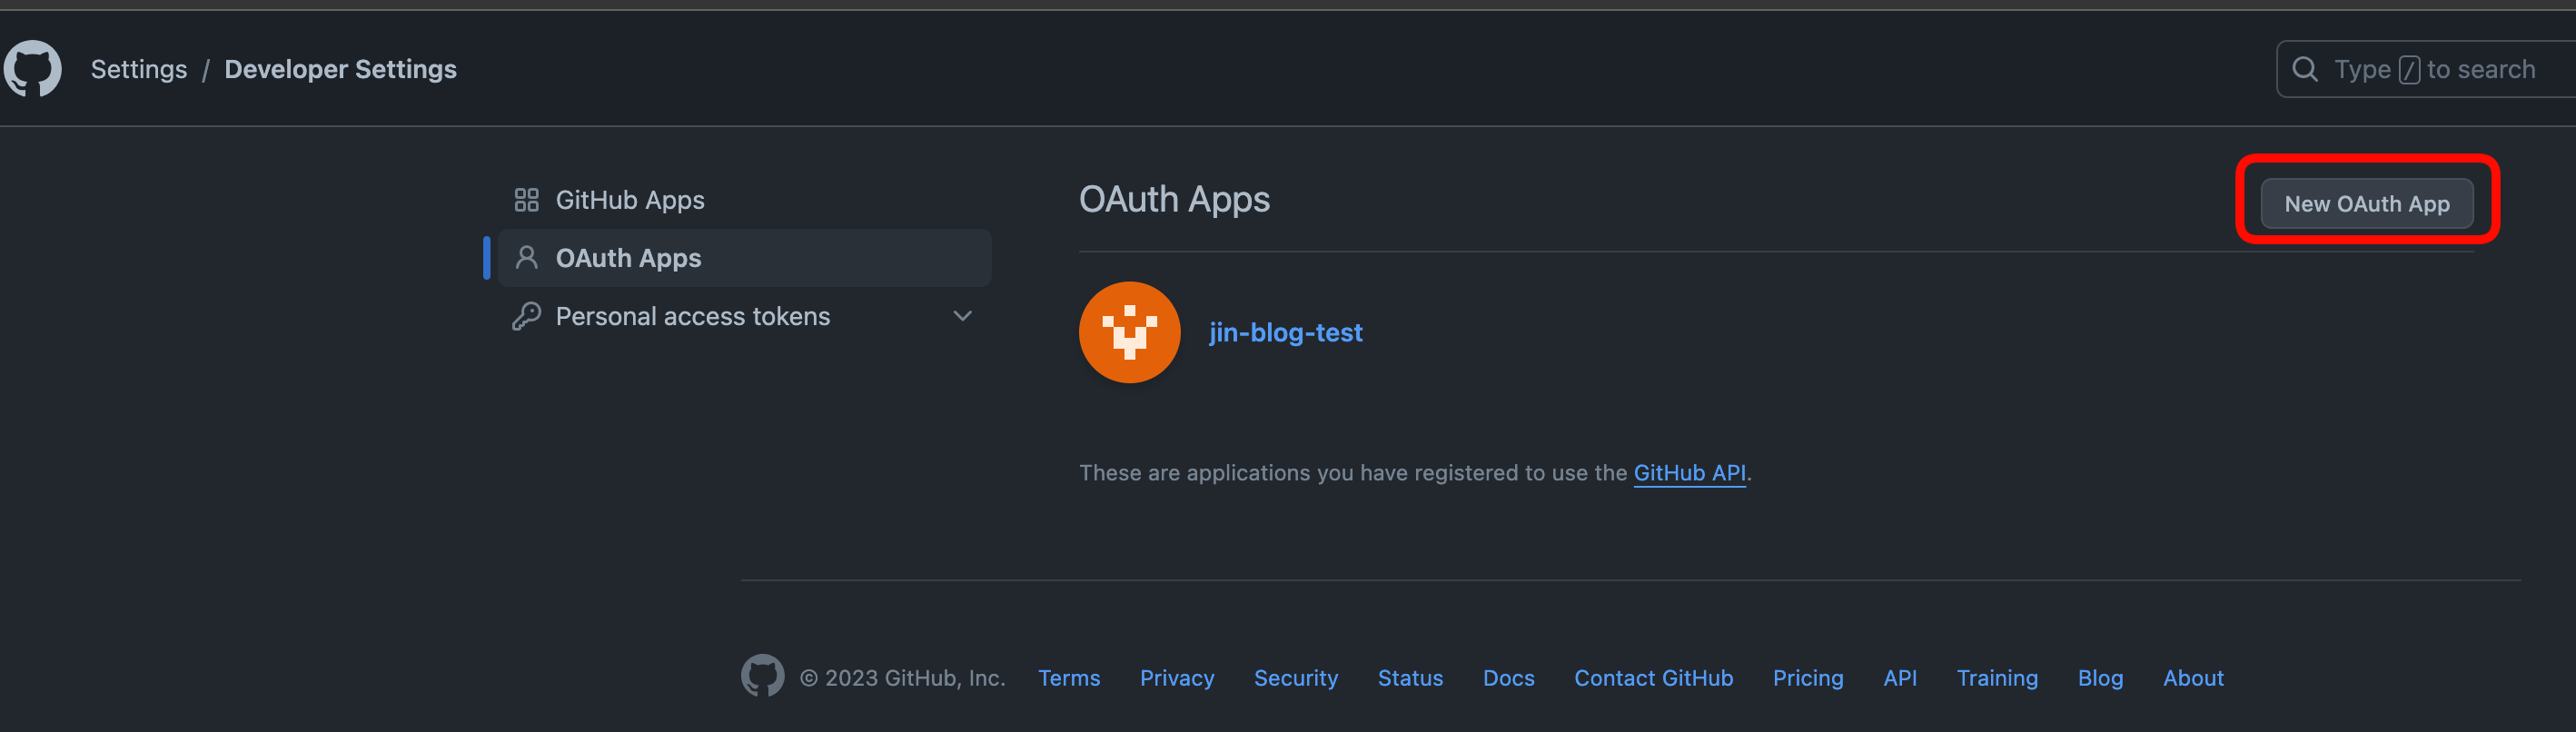 Settings / Developer Settings
Type / to search
GitHub Apps
OAuth Apps
Personal access tokens
OAuth Apps
New OAuth App
jin-blog-test
These are applications you have registered to use the GitHub API.
© 2023 GitHub, Inc. Terms Privacy Security Status Docs Contact GitHub Pricing API Training Blog About